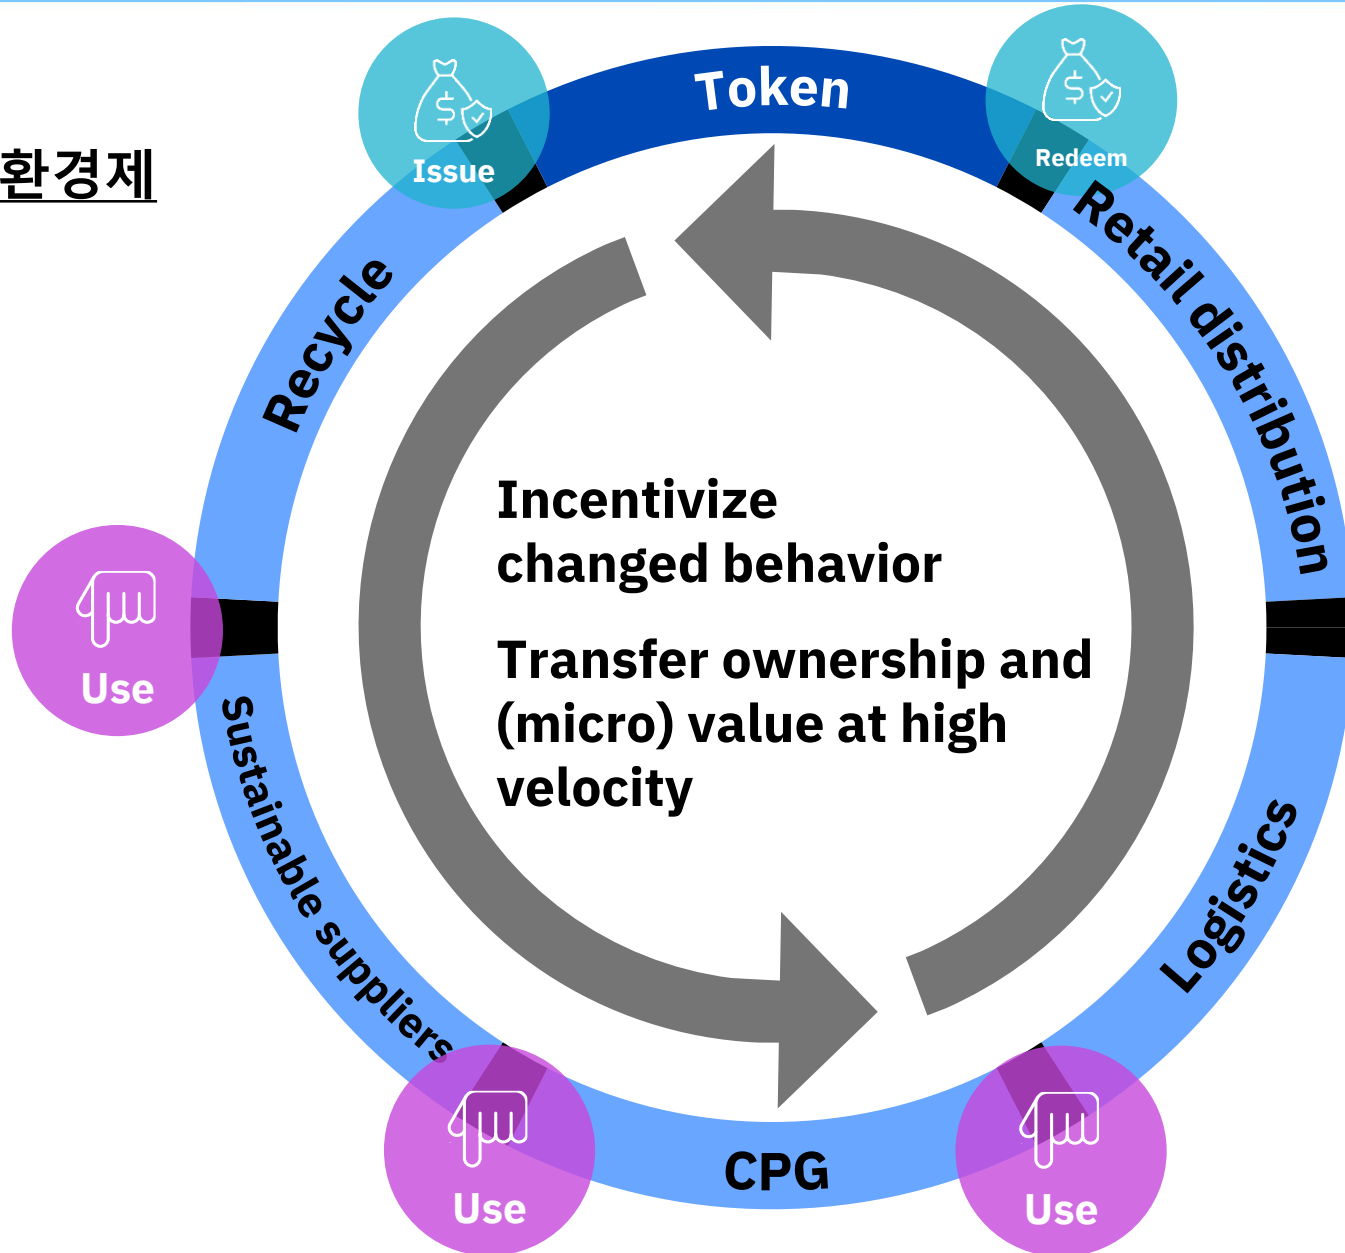 환경제
Token
Issue
Redeem
Recycle
Retail distribution
Incentivize
changed behavior
Transfer ownership and
(micro) value at high
velocity
Use
Sustainable suppliers
Logistics
Use
CPG
Use